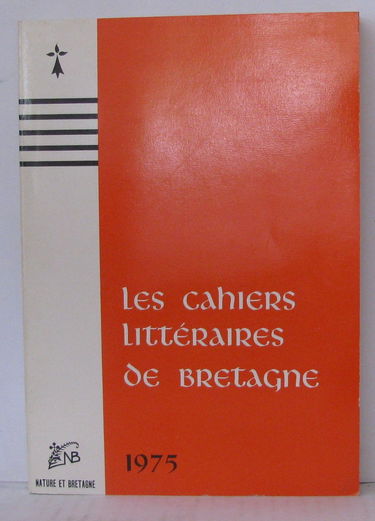 Les cahiers
Littéraires
de Bretagne
1975
NB
NATURE ET BRETAGNE